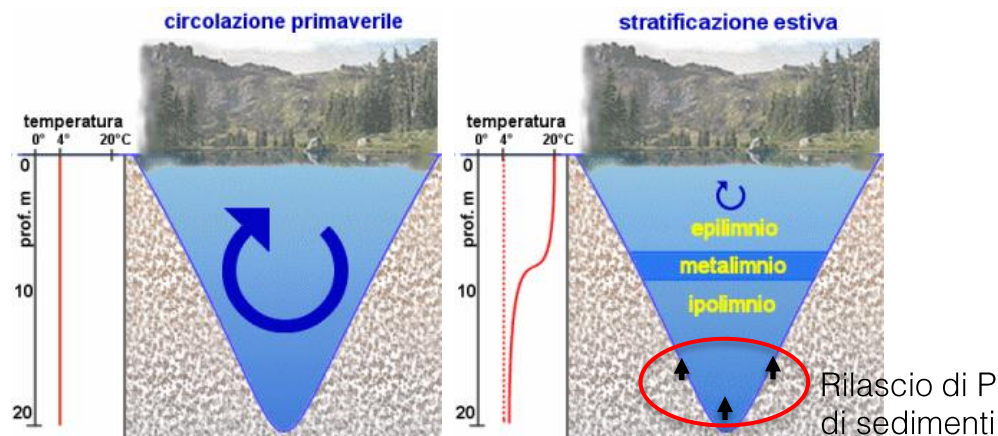 circolazione primaverile
temperatura
0° 4° 20°C
0
prof. m
10
20
stratificazione estiva
temperatura
0° 4° 20°C
0
prof. m
10
20
epilimnio
metalimnio
ipolimnio
Rilascio di P
di sedimenti